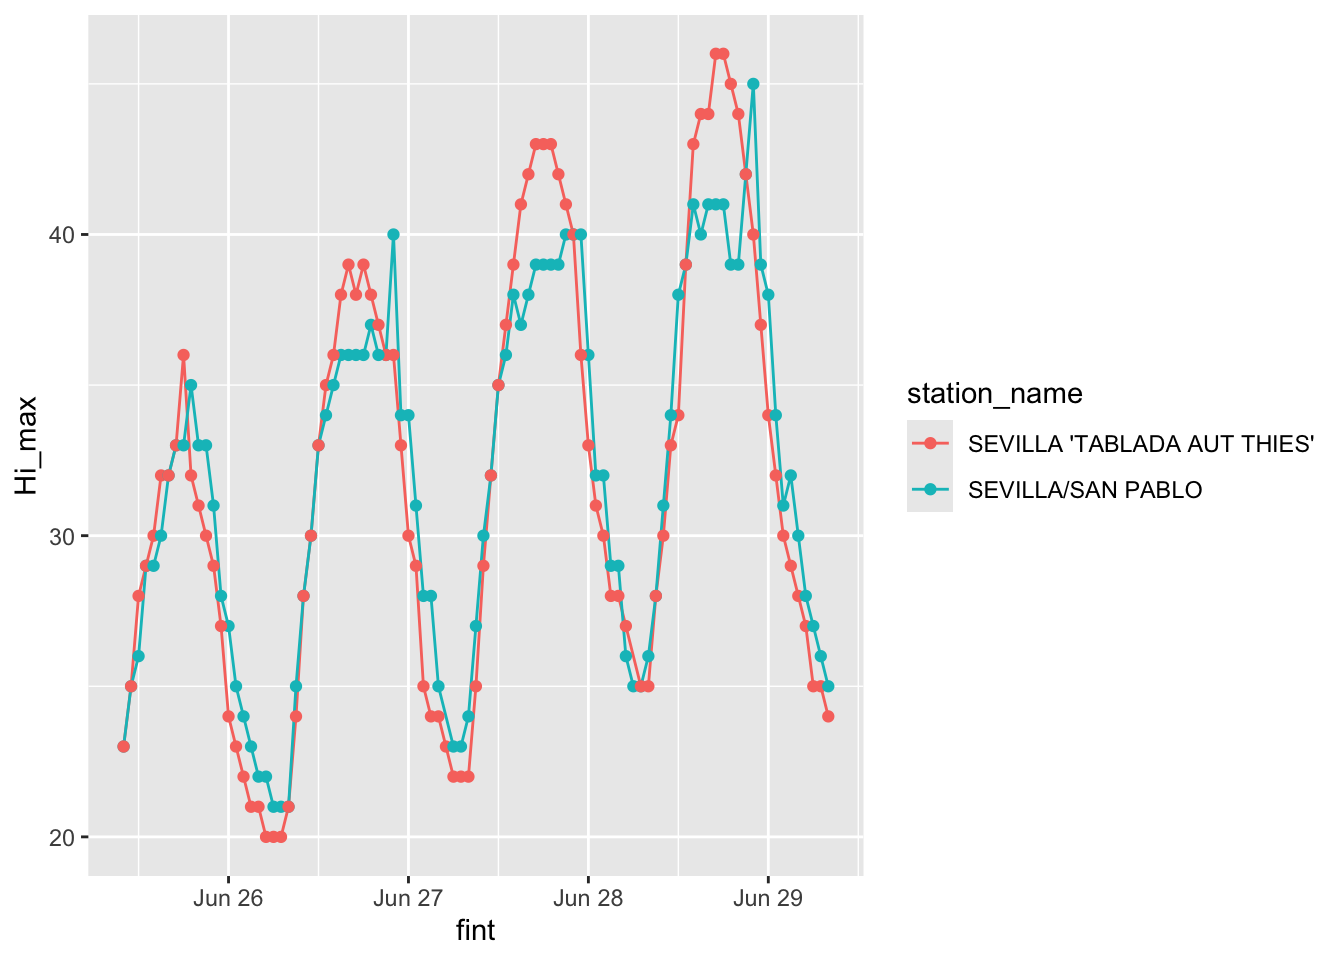 Hi_max
40
30
20
Jun 26
Jun 27
Jun 28
Jun 29
fint
station_name
SEVILLA 'TABLADA AUT THIES'
SEVILLA/SAN PABLO